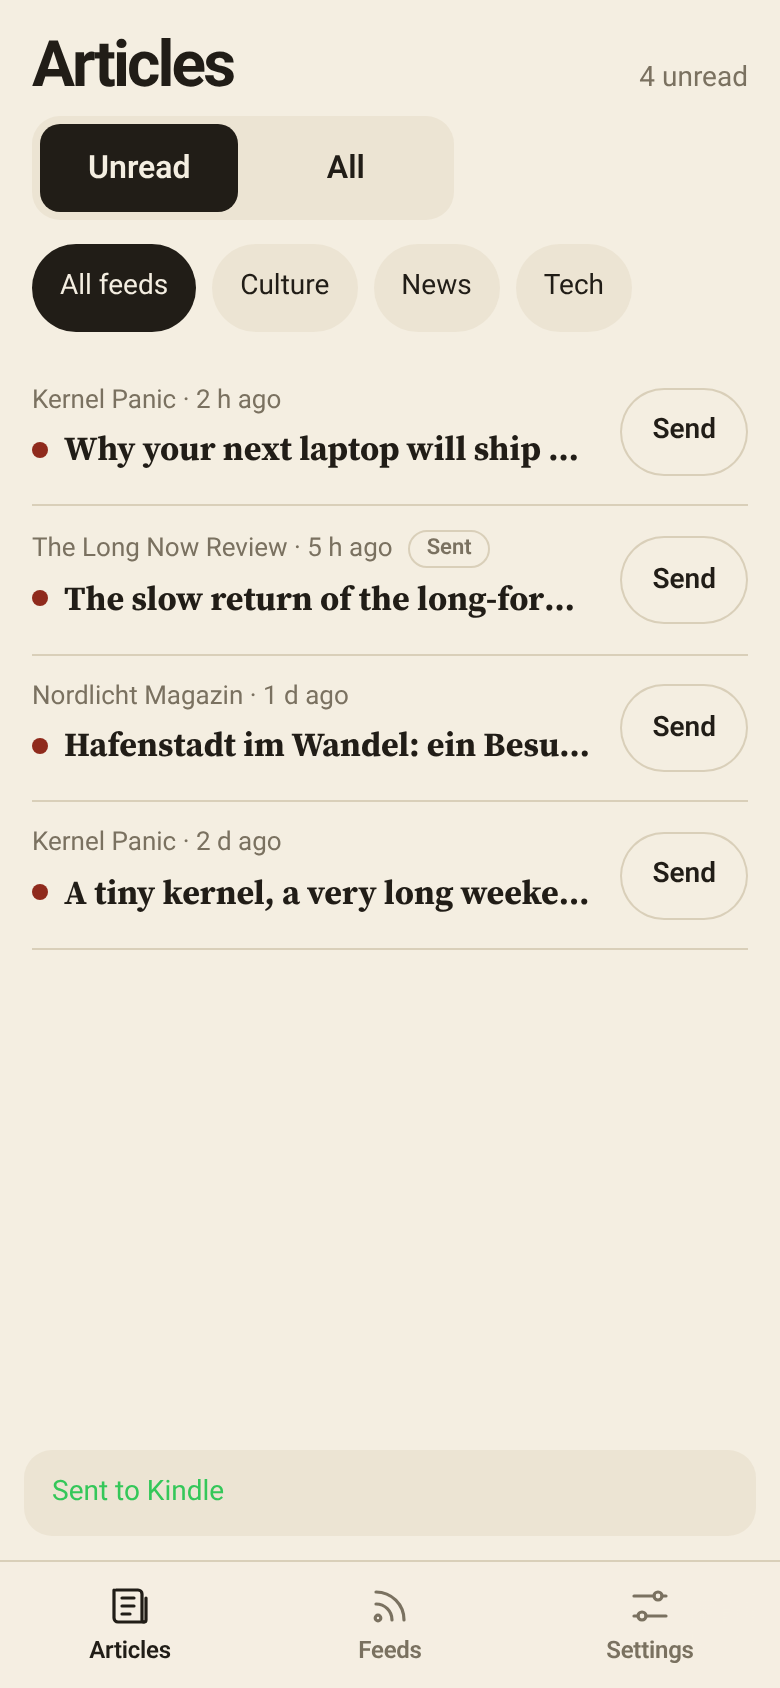 Articles
4 unread
Unread
All
All feeds
Culture
News
Tech
Kernel Panic · 2 h ago
Why your next laptop will ship ...
Send
The Long Now Review · 5 h ago
Sent
The slow return of the long-for...
Send
Nordlicht Magazin · 1 d ago
Hafenstadt im Wandel: ein Besu...
Send
Kernel Panic · 2 d ago
A tiny kernel, a very long weeke...
Send
Sent to Kindle
Articles
Feeds
Settings